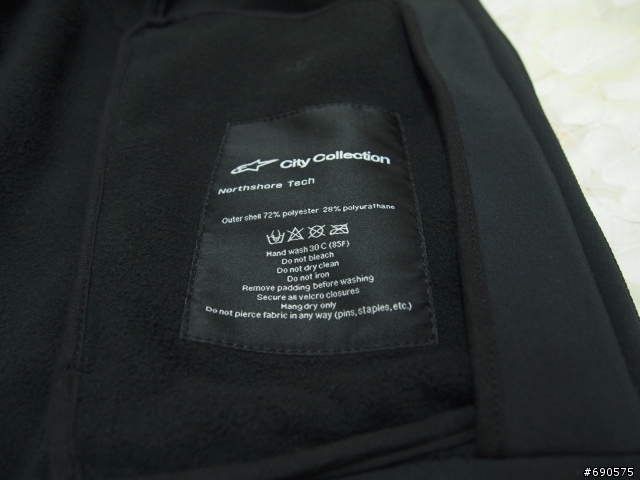 City Collection
Northshore Tech
Outer shell 72% polyester 28% polyurathane
Hand wash 30C (85F)
Do not bleach
Do not dry clean
Do not iron
Remove padding before washing
Secure all velcro closures
Hang dry only
Do not pierce fabric in any way (pins, staples, etc.)
#690575